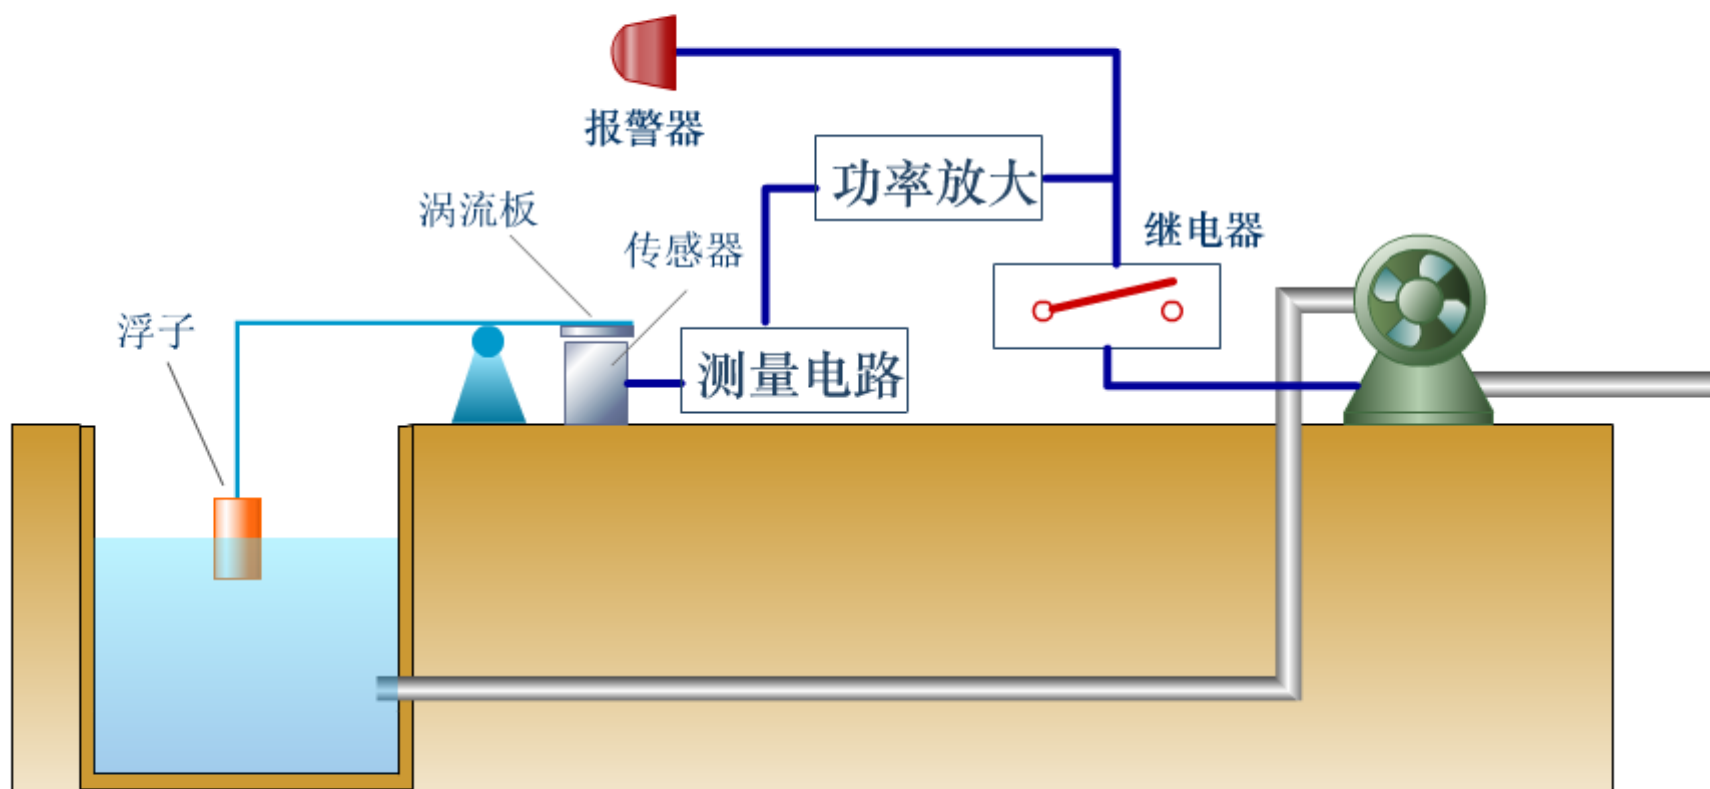 报警器
功率放大
涡流板
继电器
传感器
浮子
测量电路